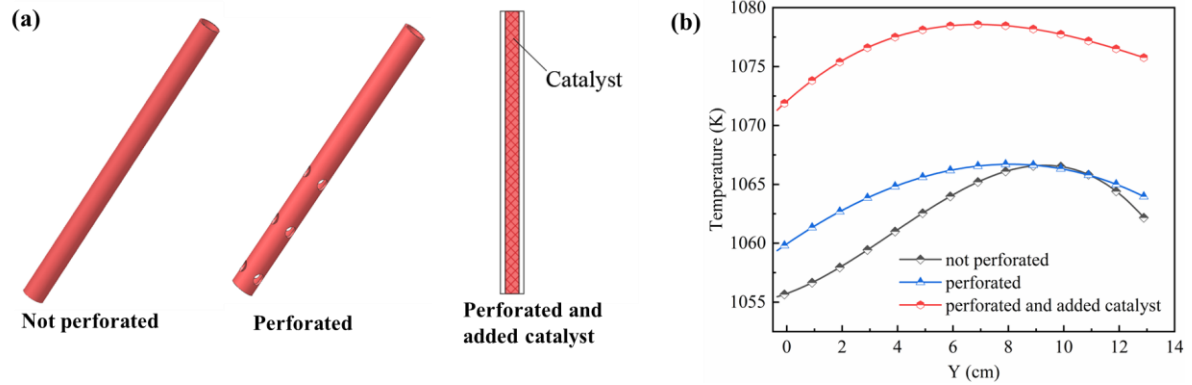 (a)
Catalyst
Not perforated
Perforated
Perforated and
added catalyst
(b)
1080
1075
1070
1065
1060
1055
Temperature (K)
not perforated
perforated
perforated and added catalyst
0 2 4 6 8 10 12 14
Y (cm)